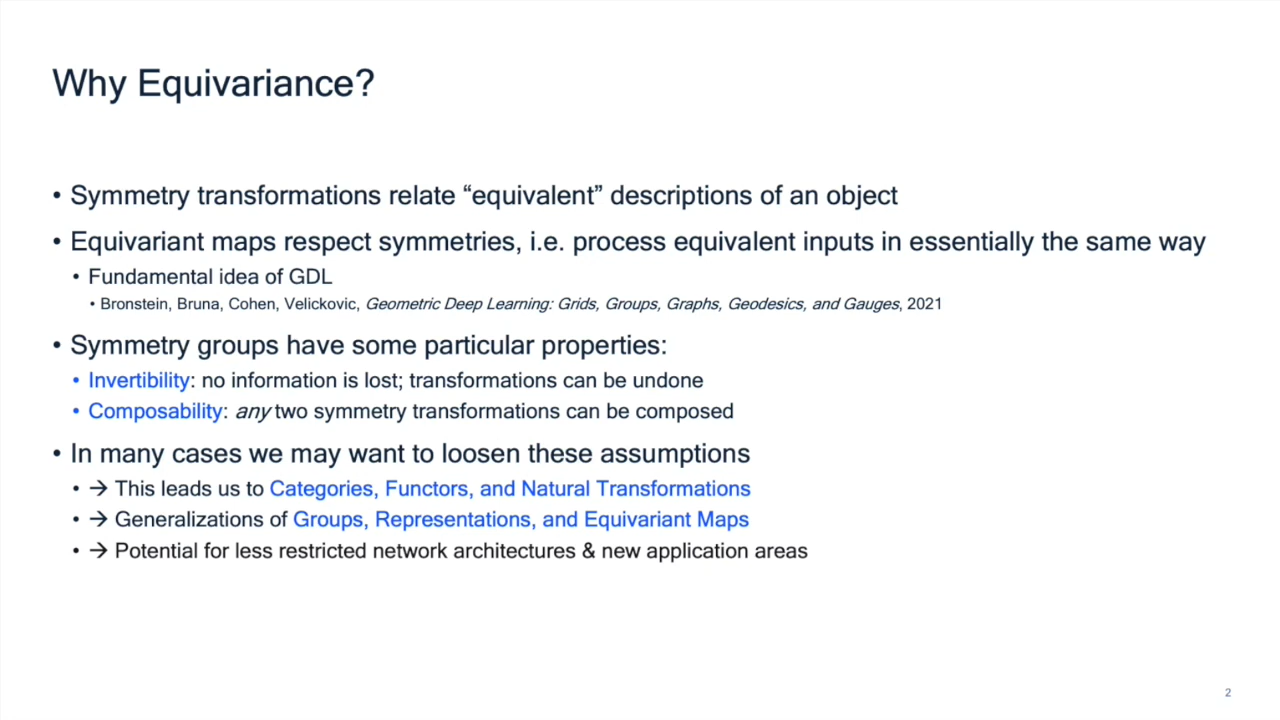 Why Equivariance?
• Symmetry transformations relate “equivalent” descriptions of an object
• Equivariant maps respect symmetries, i.e. process equivalent inputs in essentially the same way
• Fundamental idea of GDL
• Bronstein, Bruna, Cohen, Velickovic, Geometric Deep Learning: Grids, Groups, Graphs, Geodesics, and Gauges, 2021
• Symmetry groups have some particular properties:
• Invertibility: no information is lost; transformations can be undone
• Composability: any two symmetry transformations can be composed
• In many cases we may want to loosen these assumptions
• → This leads us to Categories, Functors, and Natural Transformations
• → Generalizations of Groups, Representations, and Equivariant Maps
• → Potential for less restricted network architectures & new application areas
2